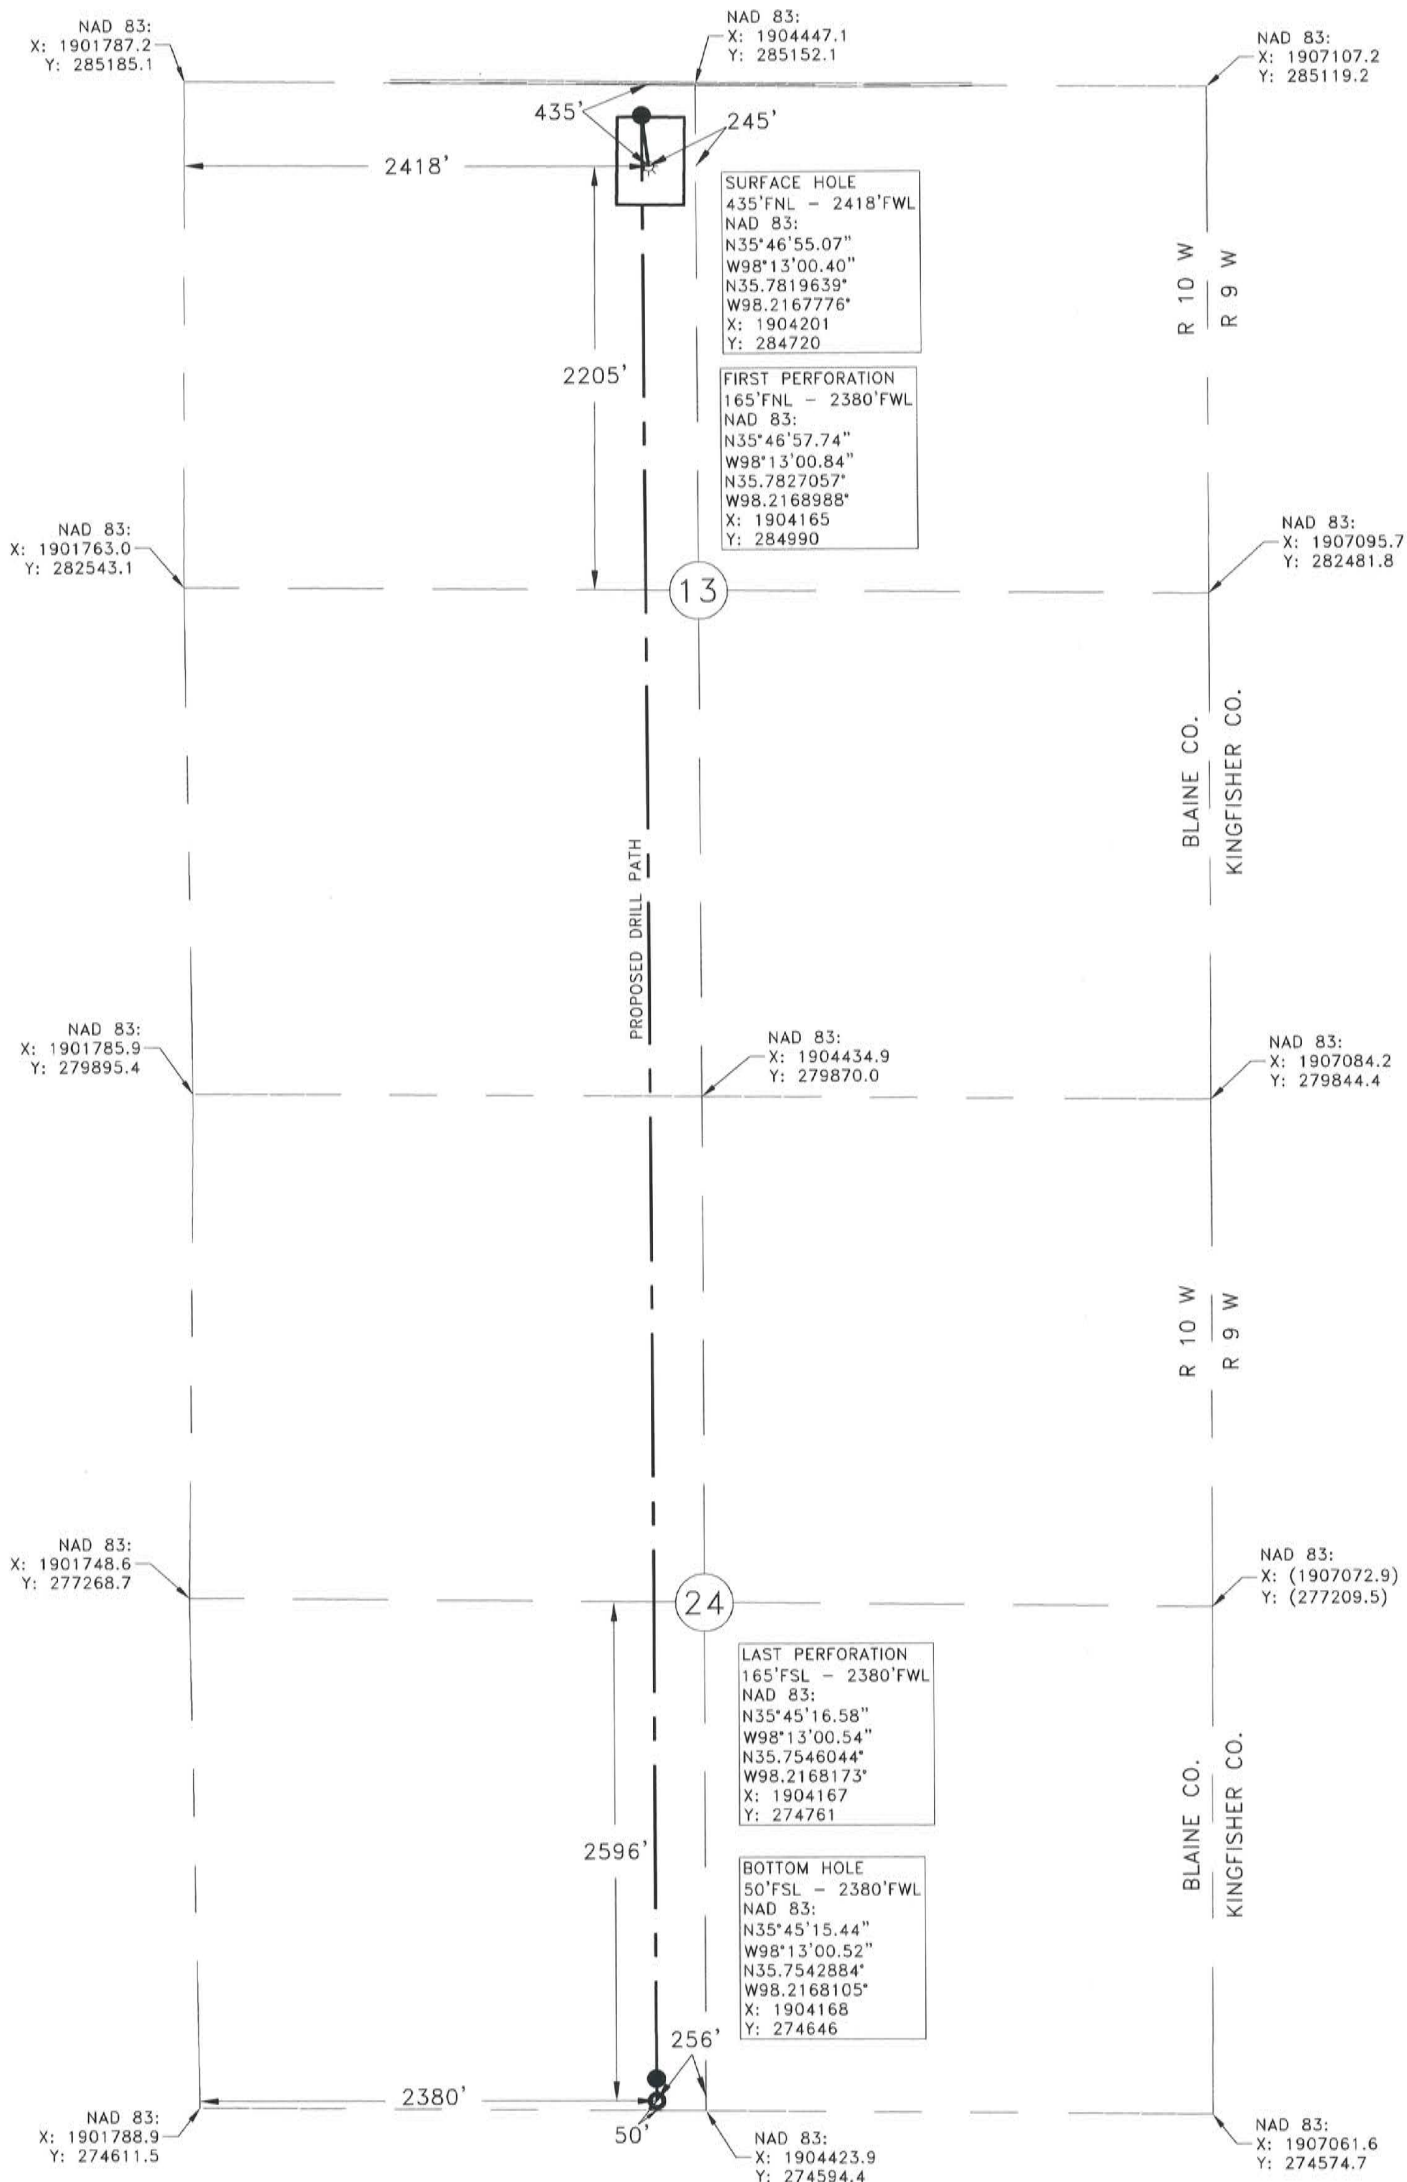 NAD 83:
X: 1901787.2
Y: 285185.1
NAD 83:
X: 1904447.1
Y: 285152.1
NAD 83:
X: 1907107.2
Y: 285119.2
435'
245'
2418'
SURFACE HOLE
435'FNL - 2418'FWL
NAD 83:
N35°46'55.07"
W98°13'00.40"
N35.7819639°
W98.2167776°
X: 1904201
Y: 284720
R 10 W
R 9 W
2205'
FIRST PERFORATION
165'FNL - 2380'FWL
NAD 83:
N35°46'57.74"
W98°13'00.84"
N35.7827057°
W98.2168988°
X: 1904165
Y: 284990
NAD 83:
X: 1901763.0
Y: 282543.1
NAD 83:
X: 1907095.7
Y: 282481.8
13
BLAINE CO.
KINGFISHER CO.
PROPOSED DRILL PATH
NAD 83:
X: 1901785.9
Y: 279895.4
NAD 83:
X: 1904434.9
Y: 279870.0
NAD 83:
X: 1907084.2
Y: 279844.4
R 10 W
R 9 W
NAD 83:
X: 1901748.6
Y: 277268.7
NAD 83:
X: (1907072.9)
Y: (277209.5)
24
LAST PERFORATION
165'FSL - 2380'FWL
NAD 83:
N35°45'16.58"
W98°13'00.54"
N35.7546044°
W98.2168173°
X: 1904167
Y: 274761
BLAINE CO.
KINGFISHER CO.
2596'
BOTTOM HOLE
50'FSL - 2380'FWL
NAD 83:
N35°45'15.44"
W98°13'00.52"
N35.7542884°
W98.2168105°
X: 1904168
Y: 274646
256'
2380'
50'
NAD 83:
X: 1901788.9
Y: 274611.5
NAD 83:
X: 1904423.9
Y: 274594.4
NAD 83:
X: 1907061.6
Y: 274574.7